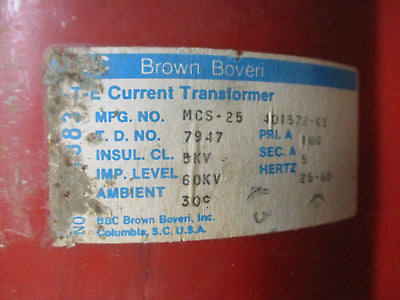 Brown Boveri
Current Transformer
MFG. NO. MCS-25 401572-K5
T. D. NO. 7947 PRI. A 100
INSUL. CL. 5KV SEC. A 5
IMP. LEVEL 60KV HERTZ 25-60
AMBIENT 30C
BBC Brown Boveri, Inc.
Columbia, S.C. U.S.A.
NO